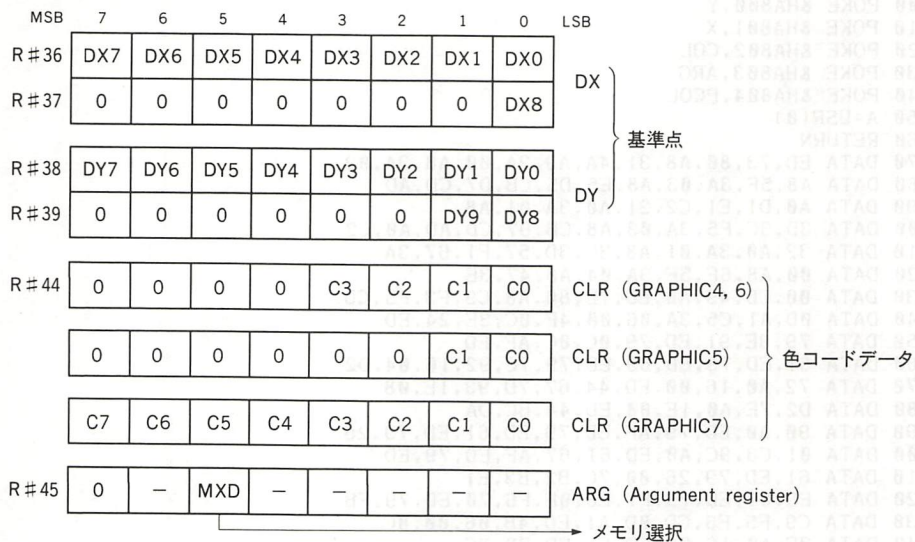 MSB 7 6 5 4 3 2 1 0 LSB
R#36 DX7 DX6 DX5 DX4 DX3 DX2 DX1 DX0
DX
R#37 0 0 0 0 0 0 0 DX8
基準点
R#38 DY7 DY6 DY5 DY4 DY3 DY2 DY1 DY0
DY
R#39 0 0 0 0 0 0 DY9 DY8
R#44 0 0 0 0 C3 C2 C1 C0 CLR (GRAPHIC4, 6)
0 0 0 0 0 0 C1 C0 CLR (GRAPHIC5) 色コードデータ
C7 C6 C5 C4 C3 C2 C1 C0 CLR (GRAPHIC7)
R#45 0 — MXD — — — — — ARG (Argument register)
メモリ選択